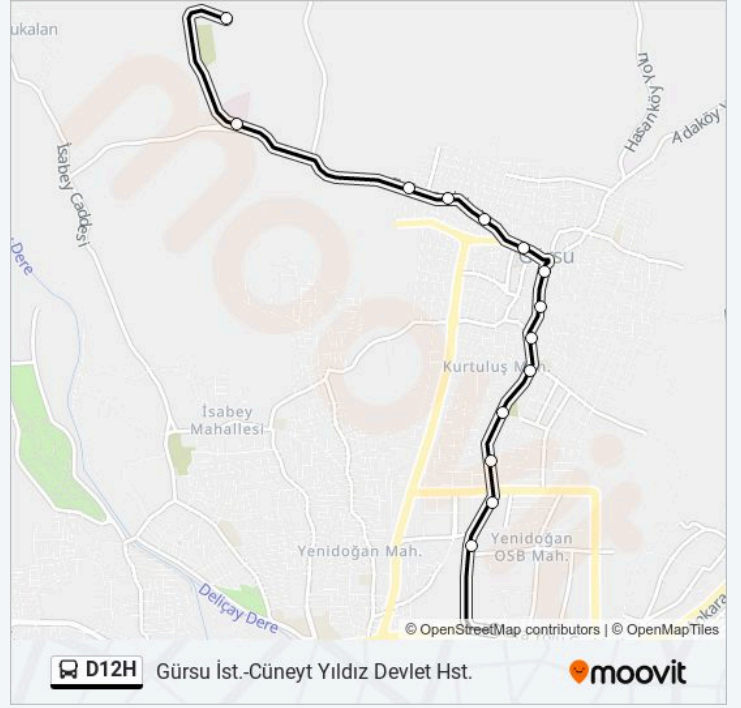 ukalan
İsabey Caddesi
Dere
Hasanköy Yolu
Adaköy
Kurtuluş Mah.
İsabey
Mahallesi
Yenidoğan Mah.
Yenidoğan
OSB Mah.
Deliçay Dere
Ankara
© OpenStreetMap contributors | © OpenMapTiles
D12H Gürsu İst.-Cüneyt Yıldız Devlet Hst.
moovit